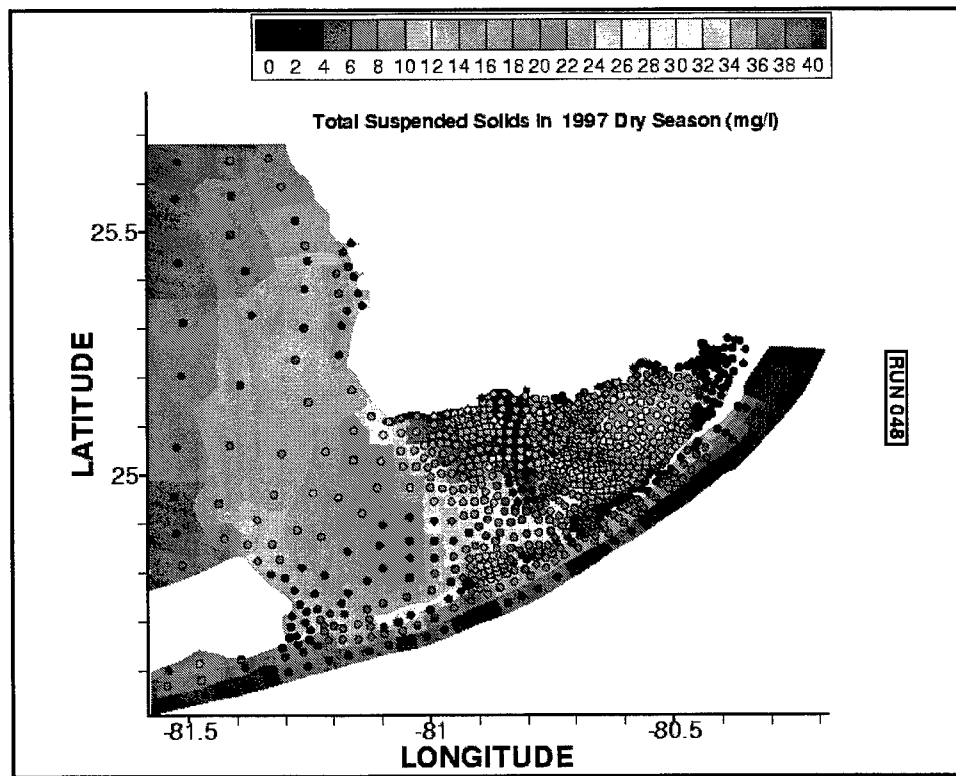 0 2 4 6 8 10 12 14 16 18 20 22 24 26 28 30 32 34 36 38 40
Total Suspended Solids in 1997 Dry Season (mg/l)
25.5
25
LATITUDE
RUN 048
-81.5 -81 -80.5
LONGITUDE